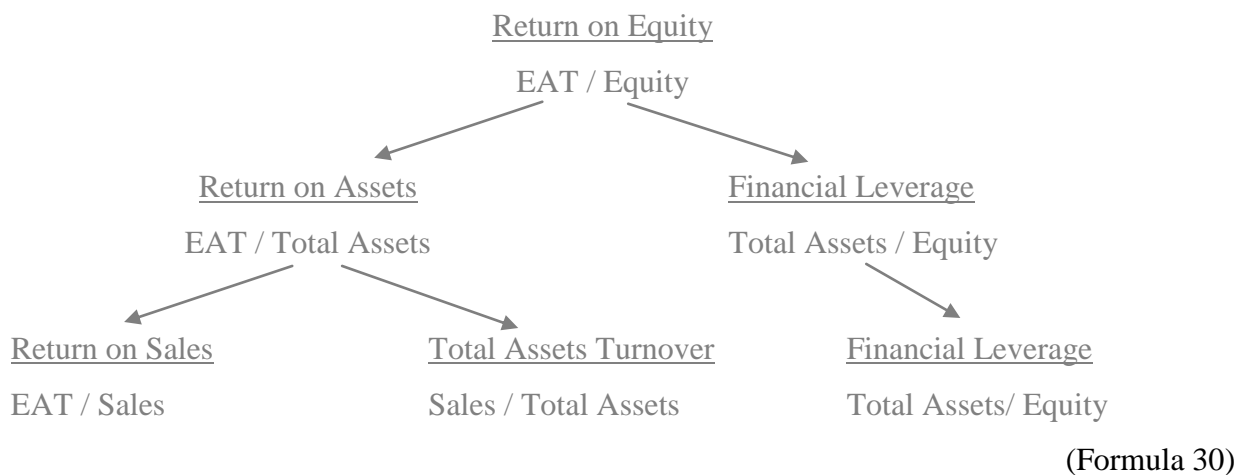 Return on Equity
EAT / Equity
Return on Assets Financial Leverage
EAT / Total Assets Total Assets / Equity
Return on Sales Total Assets Turnover Financial Leverage
EAT / Sales Sales / Total Assets Total Assets/ Equity
(Formula 30)